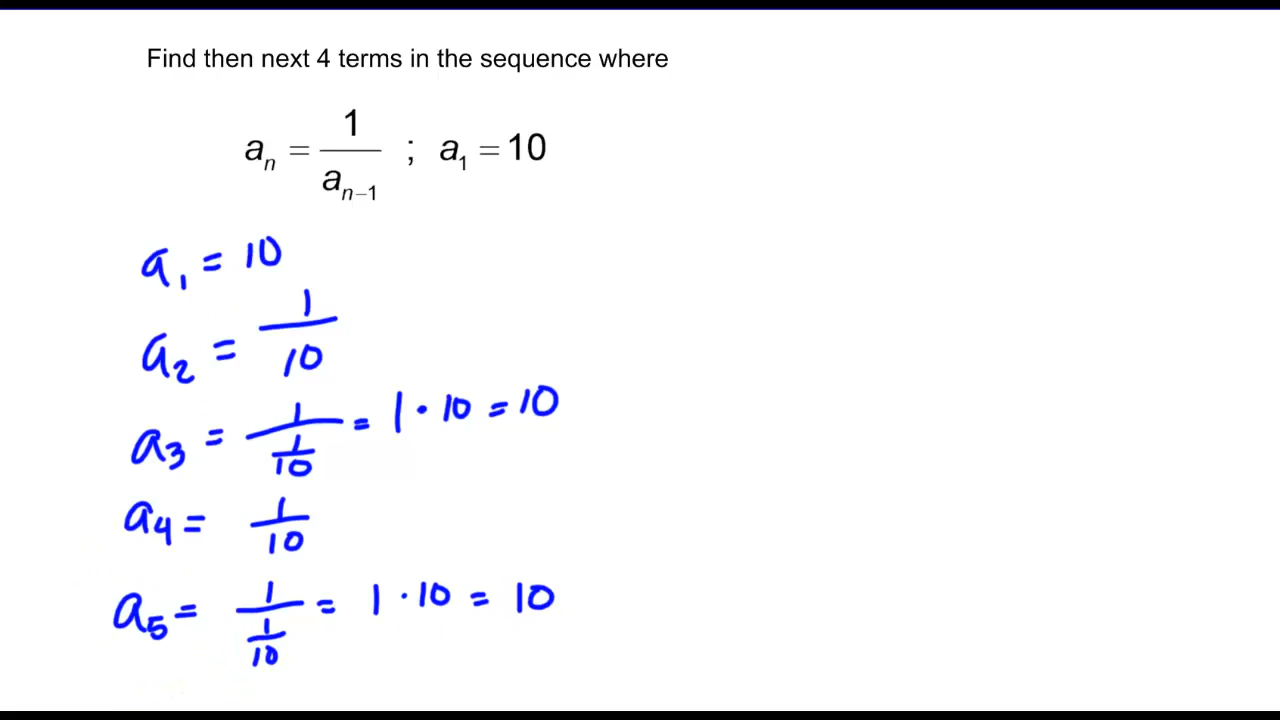 Find then next 4 terms in the sequence where
aₙ = 1/aₙ₋₁ ; a₁ = 10
a₁ = 10
a₂ = 1/10
a₃ = 1/(1/10) = 1 · 10 = 10
a₄ = 1/10
a₅ = 1/(1/10) = 1 · 10 = 10